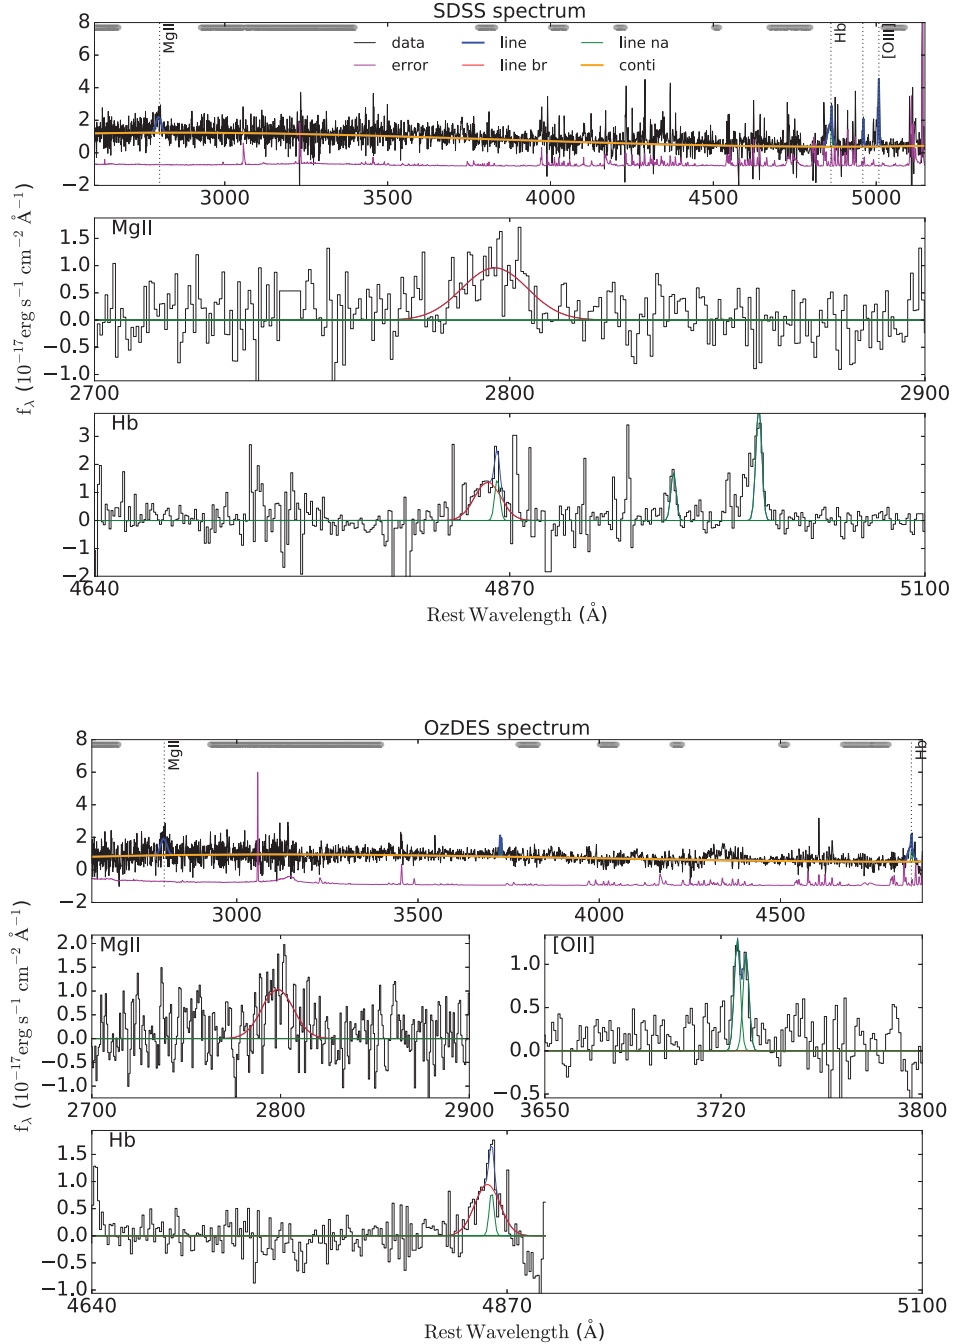 SDSS spectrum
8
6
4
2
0
−2
MgII
Hb
[OIII]
data
line
line na
error
line br
conti
3000 3500 4000 4500 5000
MgII
1.5
1.0
0.5
0.0
−0.5
−1.0
2700 2800 2900
f_λ (10^−17 erg s^−1 cm^−2 Å^−1)
Hb
3
2
1
0
−1
−2
4640 4870 5100
Rest Wavelength (Å)
OzDES spectrum
8
6
4
2
0
−2
MgII
Hb
3000 3500 4000 4500
MgII
2.0
1.5
1.0
0.5
0.0
−0.5
−1.0
2700 2800 2900
[OII]
1.0
0.5
0.0
−0.5
3650 3720 3800
f_λ (10^−17 erg s^−1 cm^−2 Å^−1)
Hb
1.5
1.0
0.5
0.0
−0.5
−1.0
4640 4870 5100
Rest Wavelength (Å)